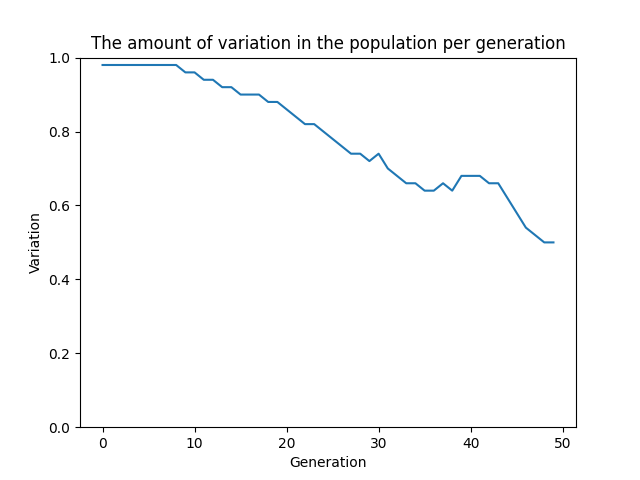 The amount of variation in the population per generation
1.0
0.8
0.6
0.4
0.2
0.0
Variation
0 10 20 30 40 50
Generation